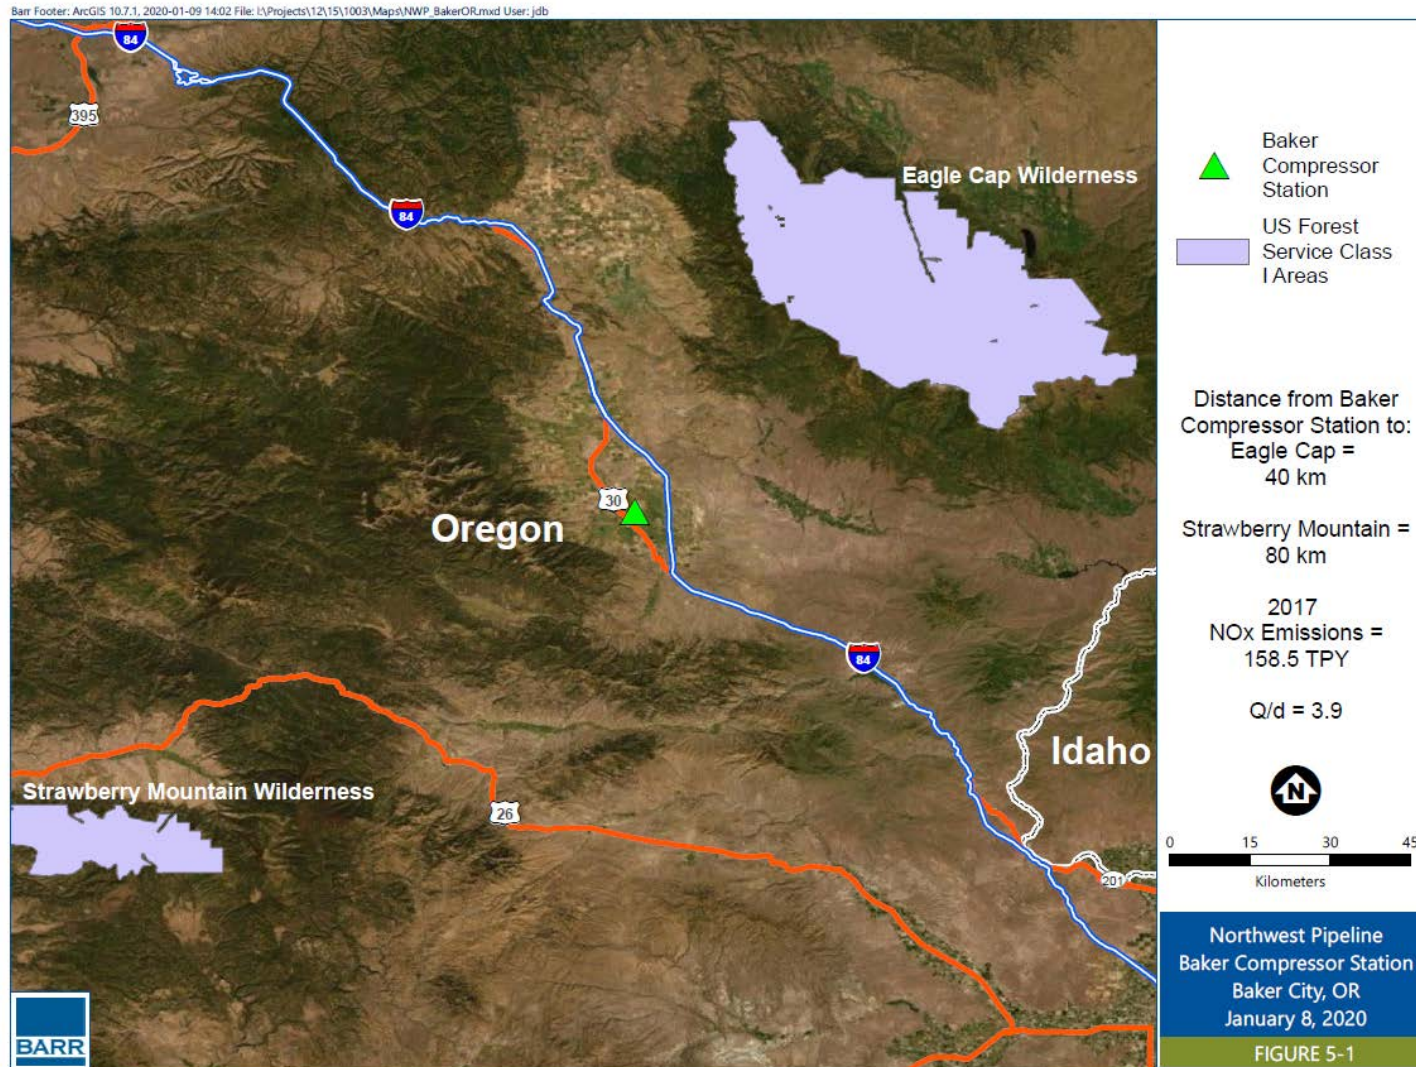 Barr Footer: ArcGIS 10.7.1, 2020-01-09 14:02 File: I:\Projects\12\15\1003\Maps\NWP_BakerOR.mxd User: jdb
84
395
84
Eagle Cap Wilderness
30
Oregon
84
Idaho
Strawberry Mountain Wilderness
26
201
BARR
Baker
Compressor
Station
US Forest
Service Class
I Areas
Distance from Baker
Compressor Station to:
Eagle Cap =
40 km
Strawberry Mountain =
80 km
2017
NOx Emissions =
158.5 TPY
Q/d = 3.9
N
0 15 30 45
Kilometers
Northwest Pipeline
Baker Compressor Station
Baker City, OR
January 8, 2020
FIGURE 5-1